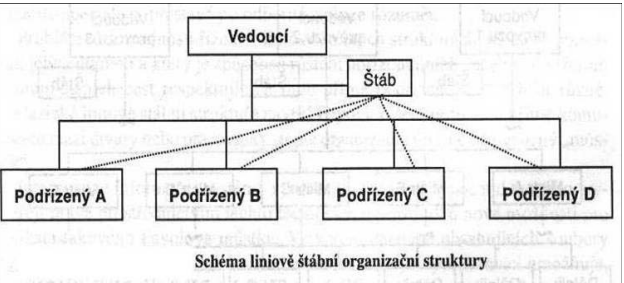 Vedoucí
Štáb
Podřízený A
Podřízený B
Podřízený C
Podřízený D
Schéma liniově štábní organizační struktury